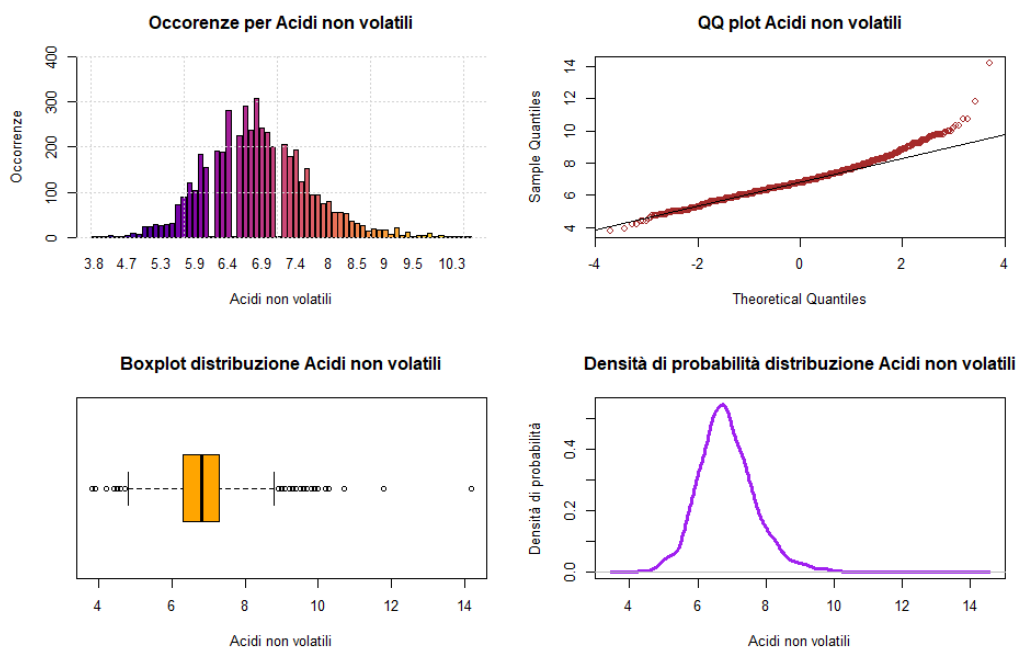 Occorenze per Acidi non volatili
Occorrenze
0 100 200 300 400
3.8 4.7 5.3 5.9 6.4 6.9 7.4 8 8.5 9 9.5 10.3
Acidi non volatili
QQ plot Acidi non volatili
Sample Quantiles
4 6 8 10 12 14
-4 -2 0 2 4
Theoretical Quantiles
Boxplot distribuzione Acidi non volatili
4 6 8 10 12 14
Acidi non volatili
Densità di probabilità distribuzione Acidi non volatili
Densità di probabilità
0.0 0.2 0.4
4 6 8 10 12 14
Acidi non volatili